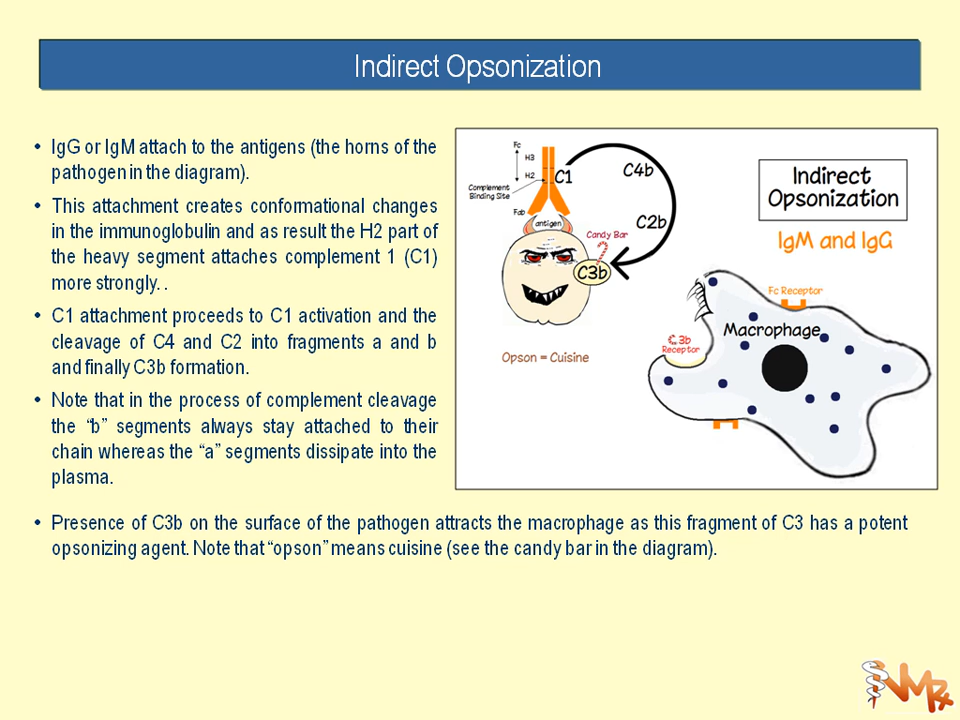 Indirect Opsonization
• IgG or IgM attach to the antigens (the horns of the
pathogen in the diagram).
• This attachment creates conformational changes
in the immunoglobulin and as result the H2 part of
the heavy segment attaches complement 1 (C1)
more strongly. .
• C1 attachment proceeds to C1 activation and the
cleavage of C4 and C2 into fragments a and b
and finally C3b formation.
• Note that in the process of complement cleavage
the “b” segments always stay attached to their
chain whereas the “a” segments dissipate into the
plasma.
Fc
H3
H2
C1
Complement
Binding Site
Fab
antigen
C4b
C2b
Candy Bar
C3b
Opson = Cuisine
Indirect
Opsonization
IgM and IgG
Fc Receptor
Macrophage
C3b
Receptor
• Presence of C3b on the surface of the pathogen attracts the macrophage as this fragment of C3 has a potent
opsonizing agent. Note that “opson” means cuisine (see the candy bar in the diagram).
VMRx